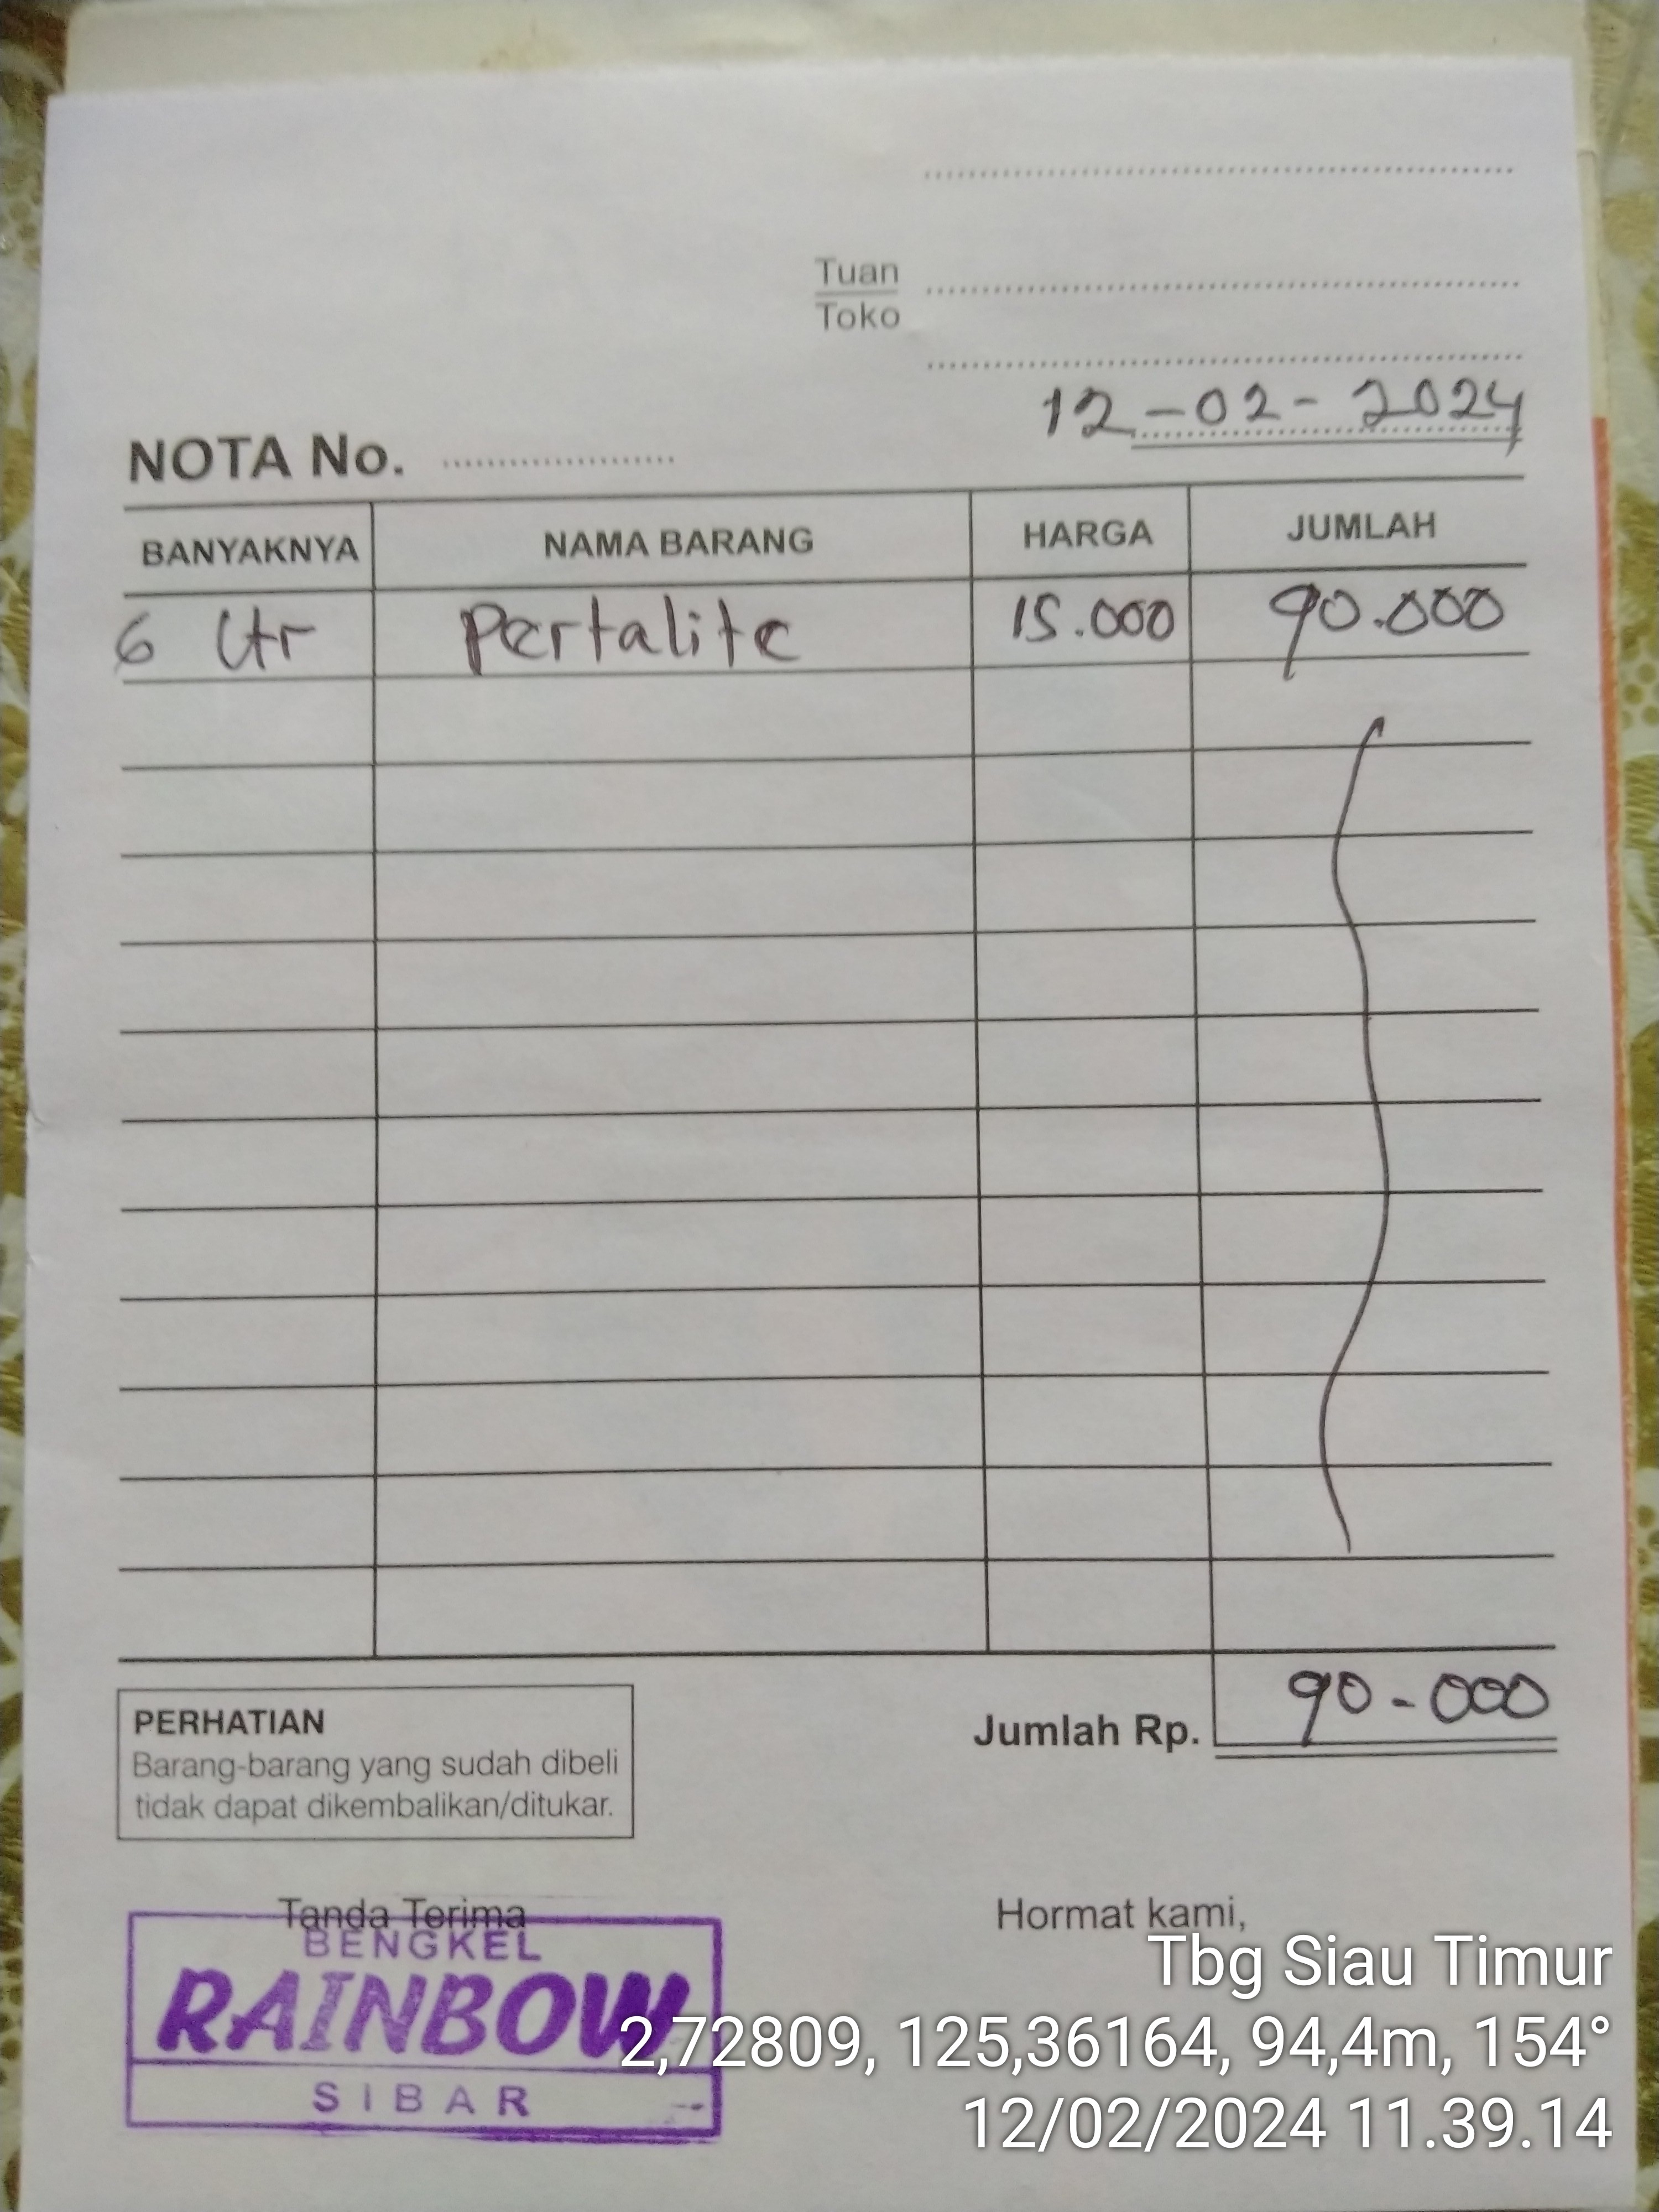 Tuan
Toko
12-02-2024
NOTA No.
BANYAKNYA NAMA BARANG HARGA JUMLAH
6 Ltr Pertalite 15.000 90.000
Jumlah Rp. 90-000
PERHATIAN
Barang-barang yang sudah dibeli
tidak dapat dikembalikan/ditukar.
Tanda Terima
Hormat kami,
BENGKEL
RAINBOW
SIBAR
Tbg Siau Timur
2,72809, 125,36164, 94,4m, 154°
12/02/2024 11.39.14